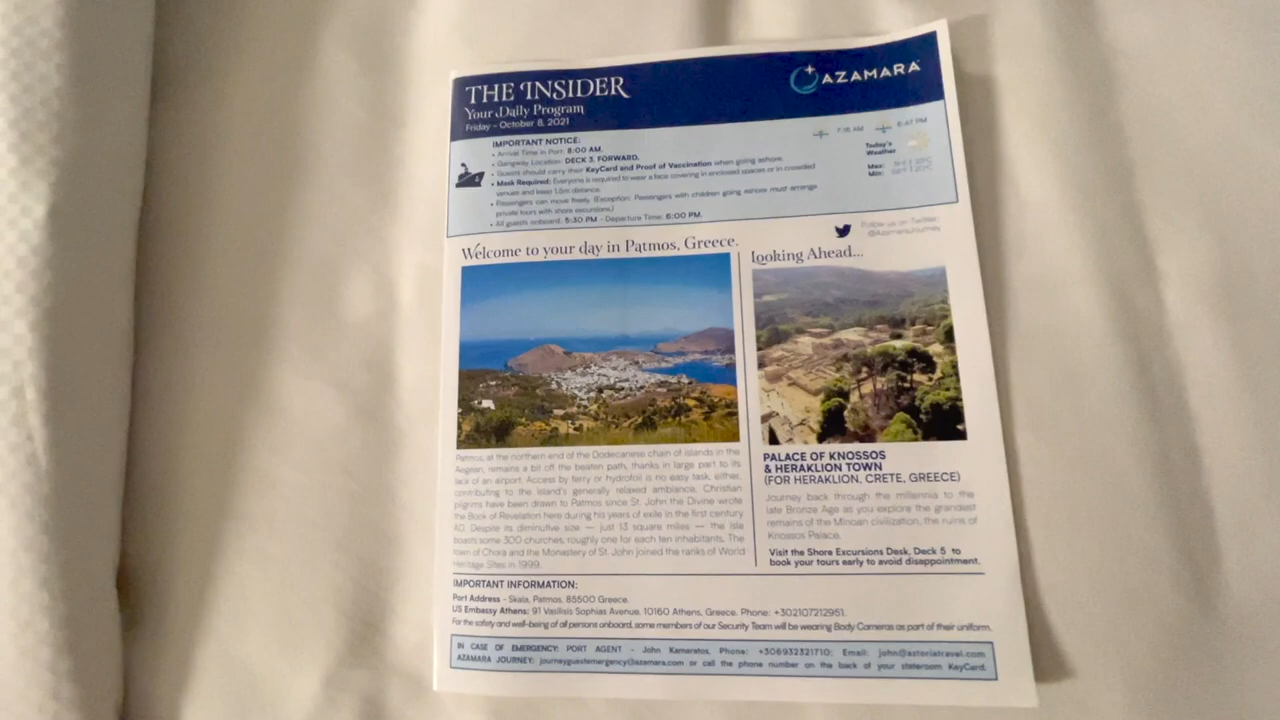 THE INSIDER
Your Daily Program
Friday - October 8, 2021
AZAMARA
IMPORTANT NOTICE:
• Arrival Time in Port: 8:00 AM.
• Gangway Location: DECK 3, FORWARD.
• Guests should carry their KeyCard and Proof of Vaccination when going ashore.
• Mask Required: Everyone is required to wear a face covering in enclosed spaces or in crowded
venues and least 1.5m distance.
• Passengers can move freely. (Exception: Passengers with children going ashore must arrange
private tours with shore excursions.)
• All guests onboard: 5:30 PM - Departure Time: 6:00 PM.
6:47 PM
Today's
Weather
Max:
Min:
Follow us on Twitter:
@AzamaraJourney
Welcome to your day in Patmos, Greece.
Looking Ahead...
Patmos, at the northern end of the Dodecanese chain of islands in the
Aegean, remains a bit off the beaten path, thanks in large part to its
lack of an airport. Access by ferry or hydrofoil is no easy task, either,
contributing to the island's generally relaxed ambiance. Christian
pilgrims have been drawn to Patmos since St. John the Divine wrote
the Book of Revelation here during his years of exile in the first century
AD. Despite its diminutive size — just 13 square miles — the isle
boasts some 300 churches, roughly one for each ten inhabitants. The
town of Chora and the Monastery of St. John joined the ranks of World
Heritage Sites in 1999.
PALACE OF KNOSSOS
& HERAKLION TOWN
(FOR HERAKLION, CRETE, GREECE)
Journey back through the millennia to the
late Bronze Age as you explore the grandest
remains of the Minoan civilization, the ruins of
Knossos Palace.
Visit the Shore Excursions Desk, Deck 5 to
book your tours early to avoid disappointment.
IMPORTANT INFORMATION:
Port Address - Skala, Patmos, 85500 Greece.
US Embassy Athens: 91 Vasilisis Sophias Avenue, 10160 Athens, Greece. Phone: +302107212951.
For the safety and well-being of all persons onboard, some members of our Security Team will be wearing Body Cameras as part of their uniform.
IN CASE OF EMERGENCY: PORT AGENT - John Kamaratos, Phone: +306932321710; Email: john@astoriatravel.com
AZAMARA JOURNEY: journeyguestemergency@azamara.com or call the phone number on the back of your stateroom KeyCard.